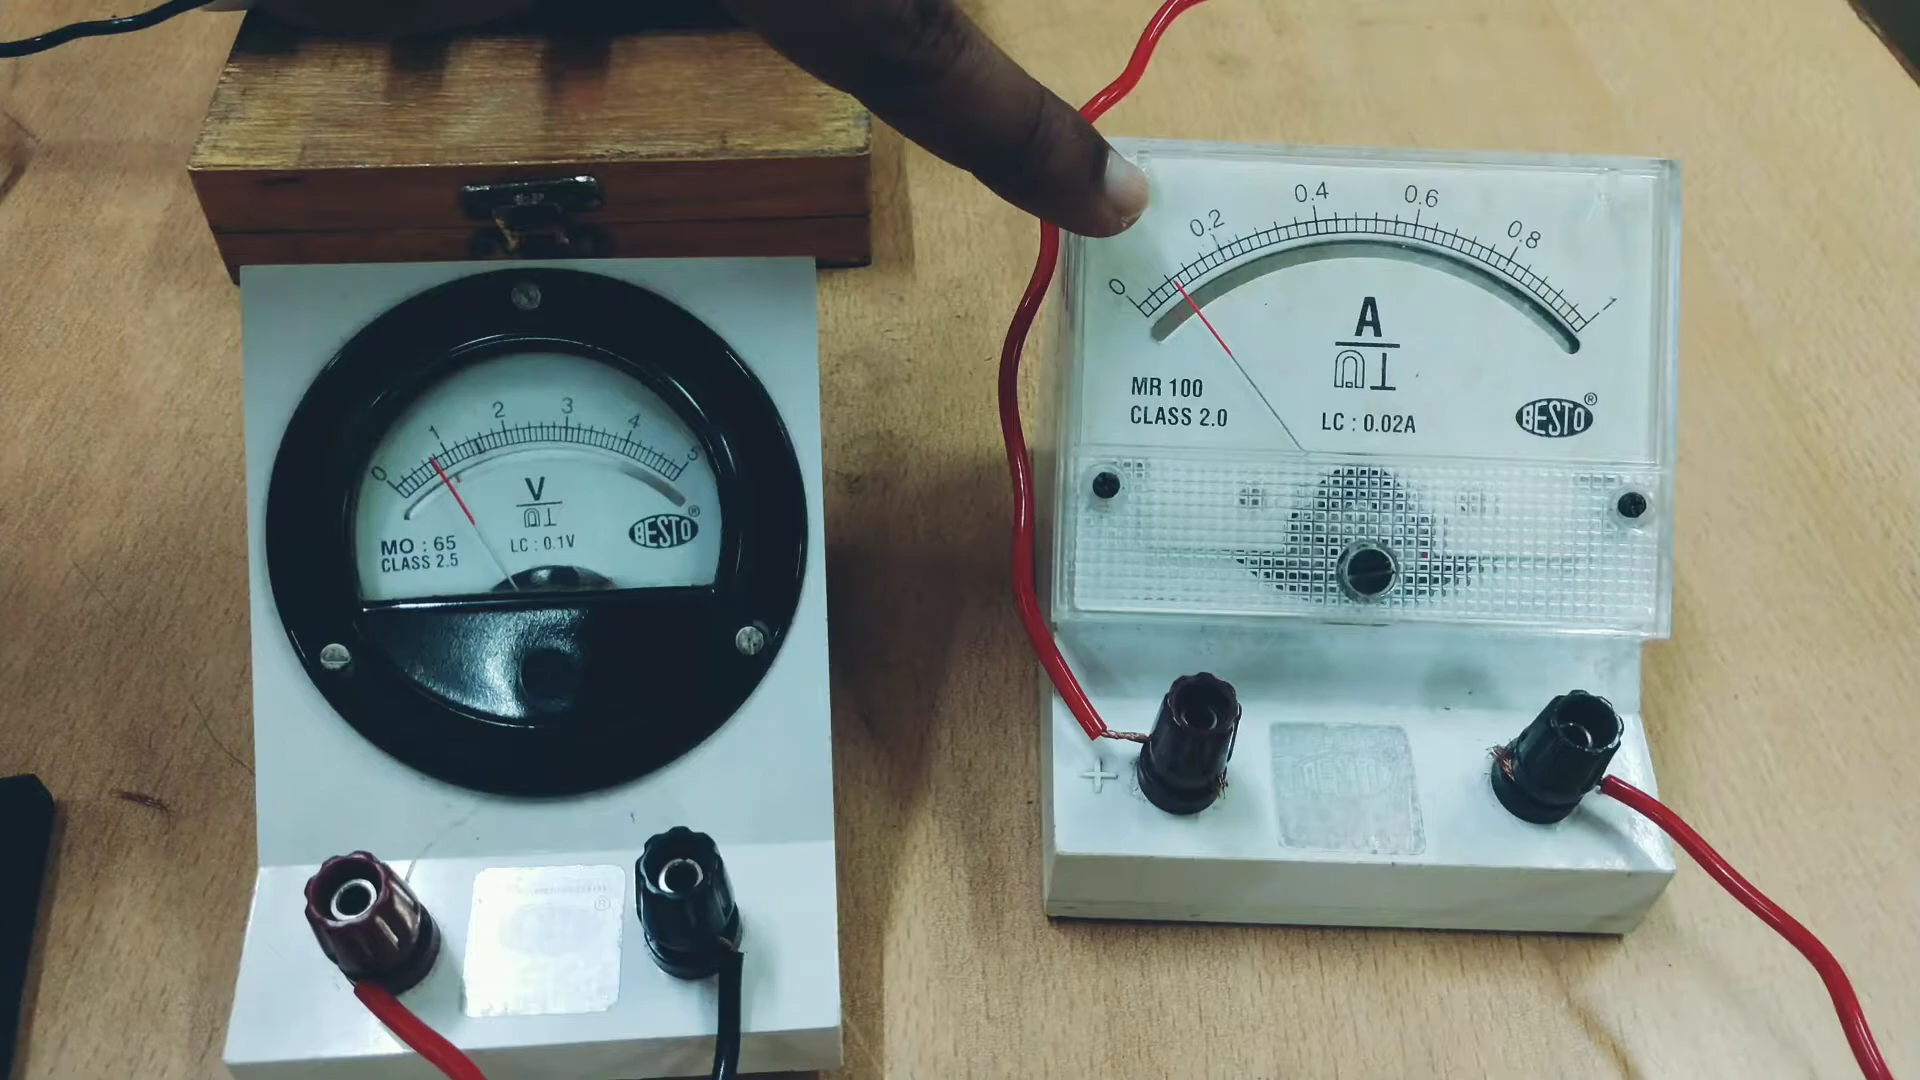 0 1 2 3 4 5
V
MO : 65
CLASS 2.5
LC : 0.1V
BESTO®
0 0.2 0.4 0.6 0.8 1
A
MR 100
CLASS 2.0
LC : 0.02A
BESTO®
+
BESTO
®